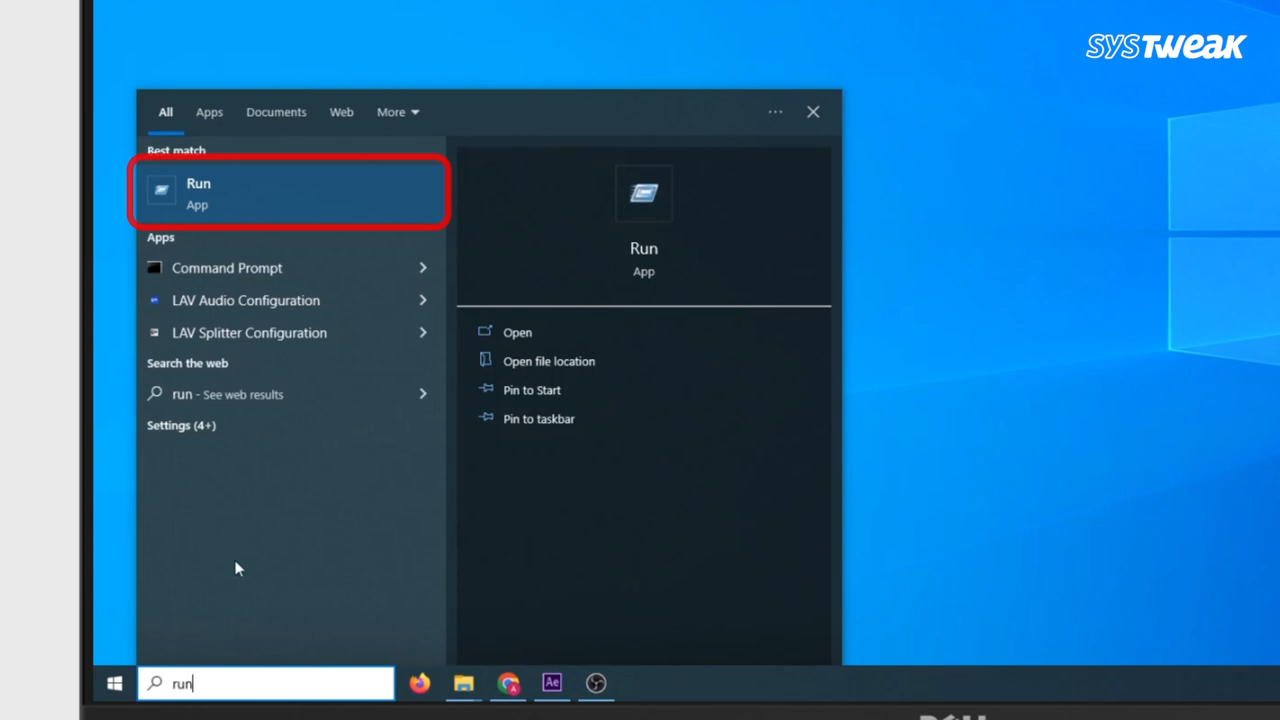 SYSTWEAK
All Apps Documents Web More
Best match
Run
App
Apps
Command Prompt
LAV Audio Configuration
LAV Splitter Configuration
Search the web
run - See web results
Settings (4+)
Run
App
Open
Open file location
Pin to Start
Pin to taskbar
run
A
Ae